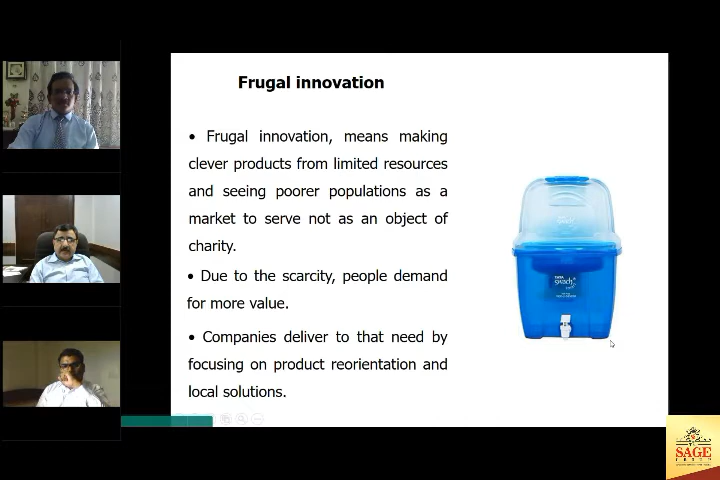 Frugal innovation
• Frugal innovation, means making
clever products from limited resources
and seeing poorer populations as a
market to serve not as an object of
charity.
• Due to the scarcity, people demand
for more value.
• Companies deliver to that need by
focusing on product reorientation and
local solutions.
swach
SAGE